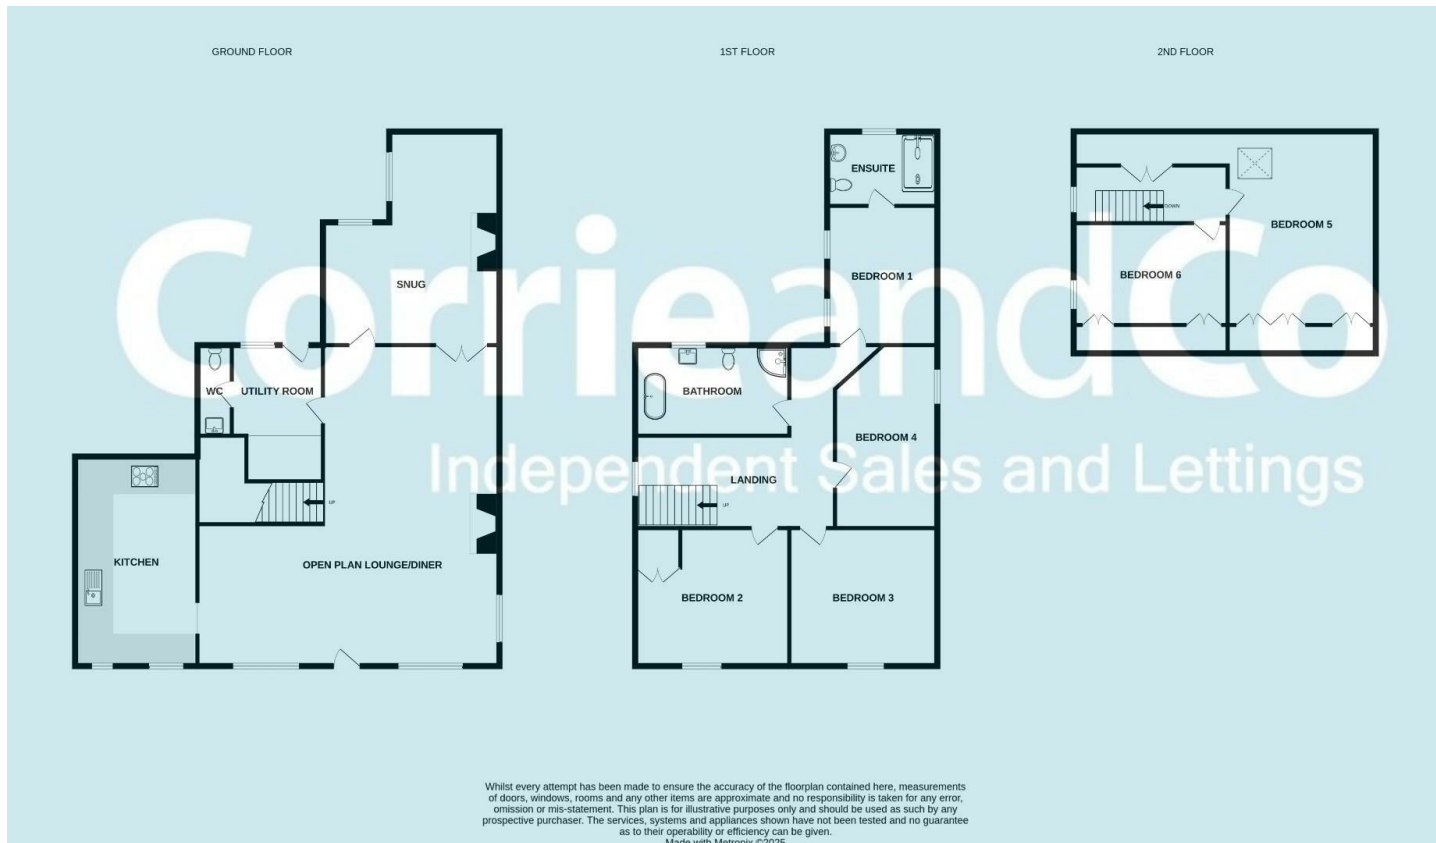 GROUND FLOOR
1ST FLOOR
2ND FLOOR
ENSUITE
DOWN
BEDROOM 5
BEDROOM 6
SNUG
BEDROOM 1
CorrieandCo
WC
UTILITY ROOM
BATHROOM
BEDROOM 4
Independent Sales and Lettings
LANDING
UP
UP
KITCHEN
OPEN PLAN LOUNGE/DINER
BEDROOM 2
BEDROOM 3
Whilst every attempt has been made to ensure the accuracy of the floorplan contained here, measurements
of doors, windows, rooms and any other items are approximate and no responsibility is taken for any error,
omission or mis-statement. This plan is for illustrative purposes only and should be used as such by any
prospective purchaser. The services, systems and appliances shown have not been tested and no guarantee
as to their operability or efficiency can be given.
Made with Metropix ©2025